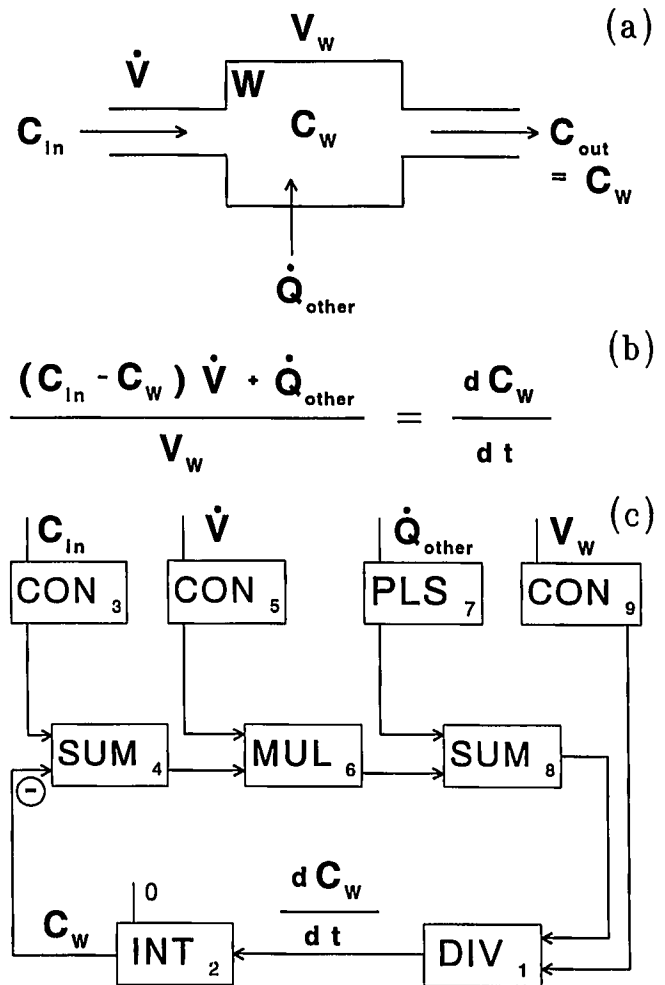 (a)
V_W
V̇
W
C_In
C_W
C_out
= C_W
Q̇_other
(b)
(C_In - C_W) V̇ + Q̇_other
V_W
=
d C_W
d t
(c)
C_In V̇ Q̇_other V_W
CON 3 CON 5 PLS 7 CON 9
SUM 4 MUL 6 SUM 8
-
0
C_W
d C_W
d t
INT 2 DIV 1